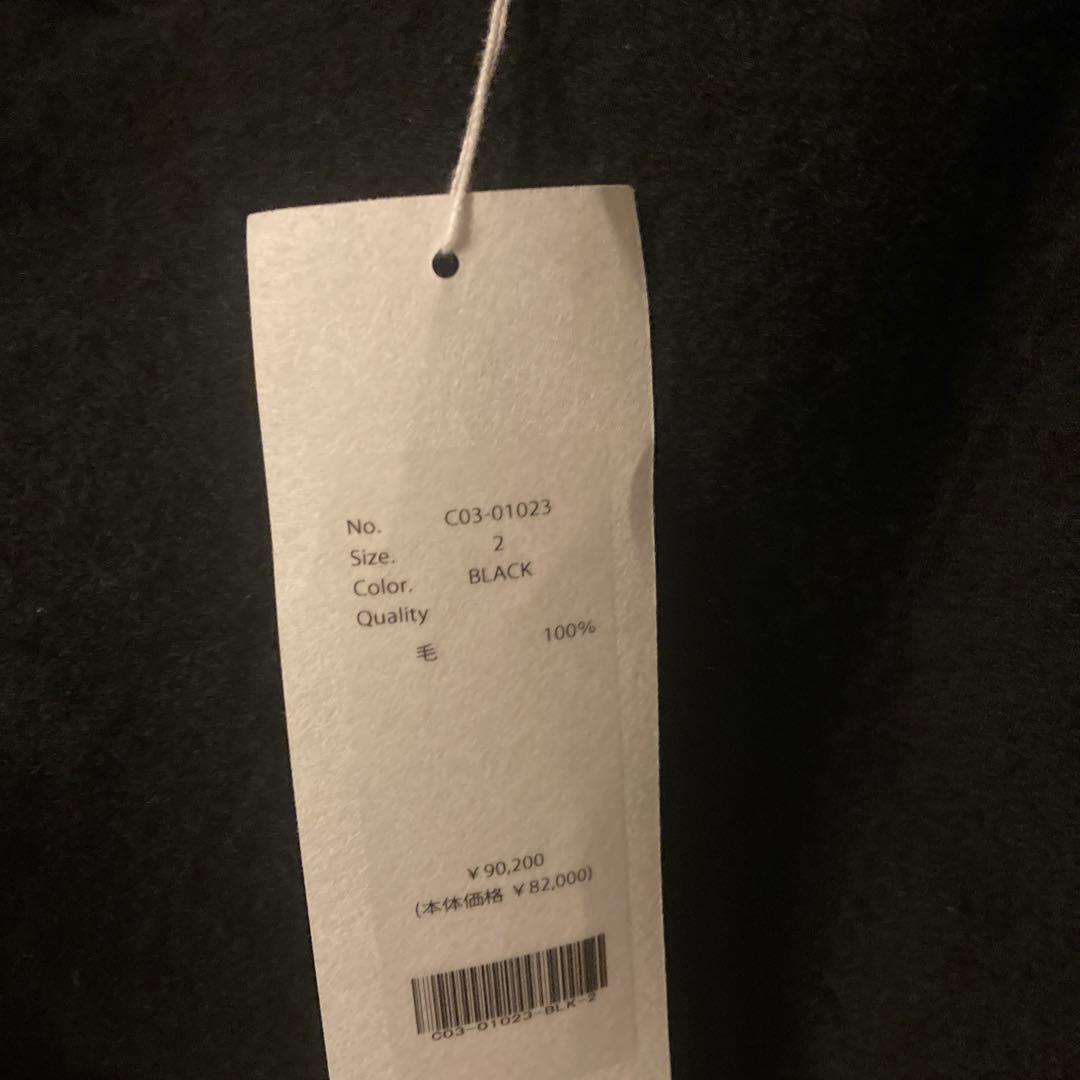 No. C03-01023
Size. 2
Color. BLACK
Quality
毛 100%
¥90,200
(本体価格 ¥82,000)
C03-01023-BLK-2